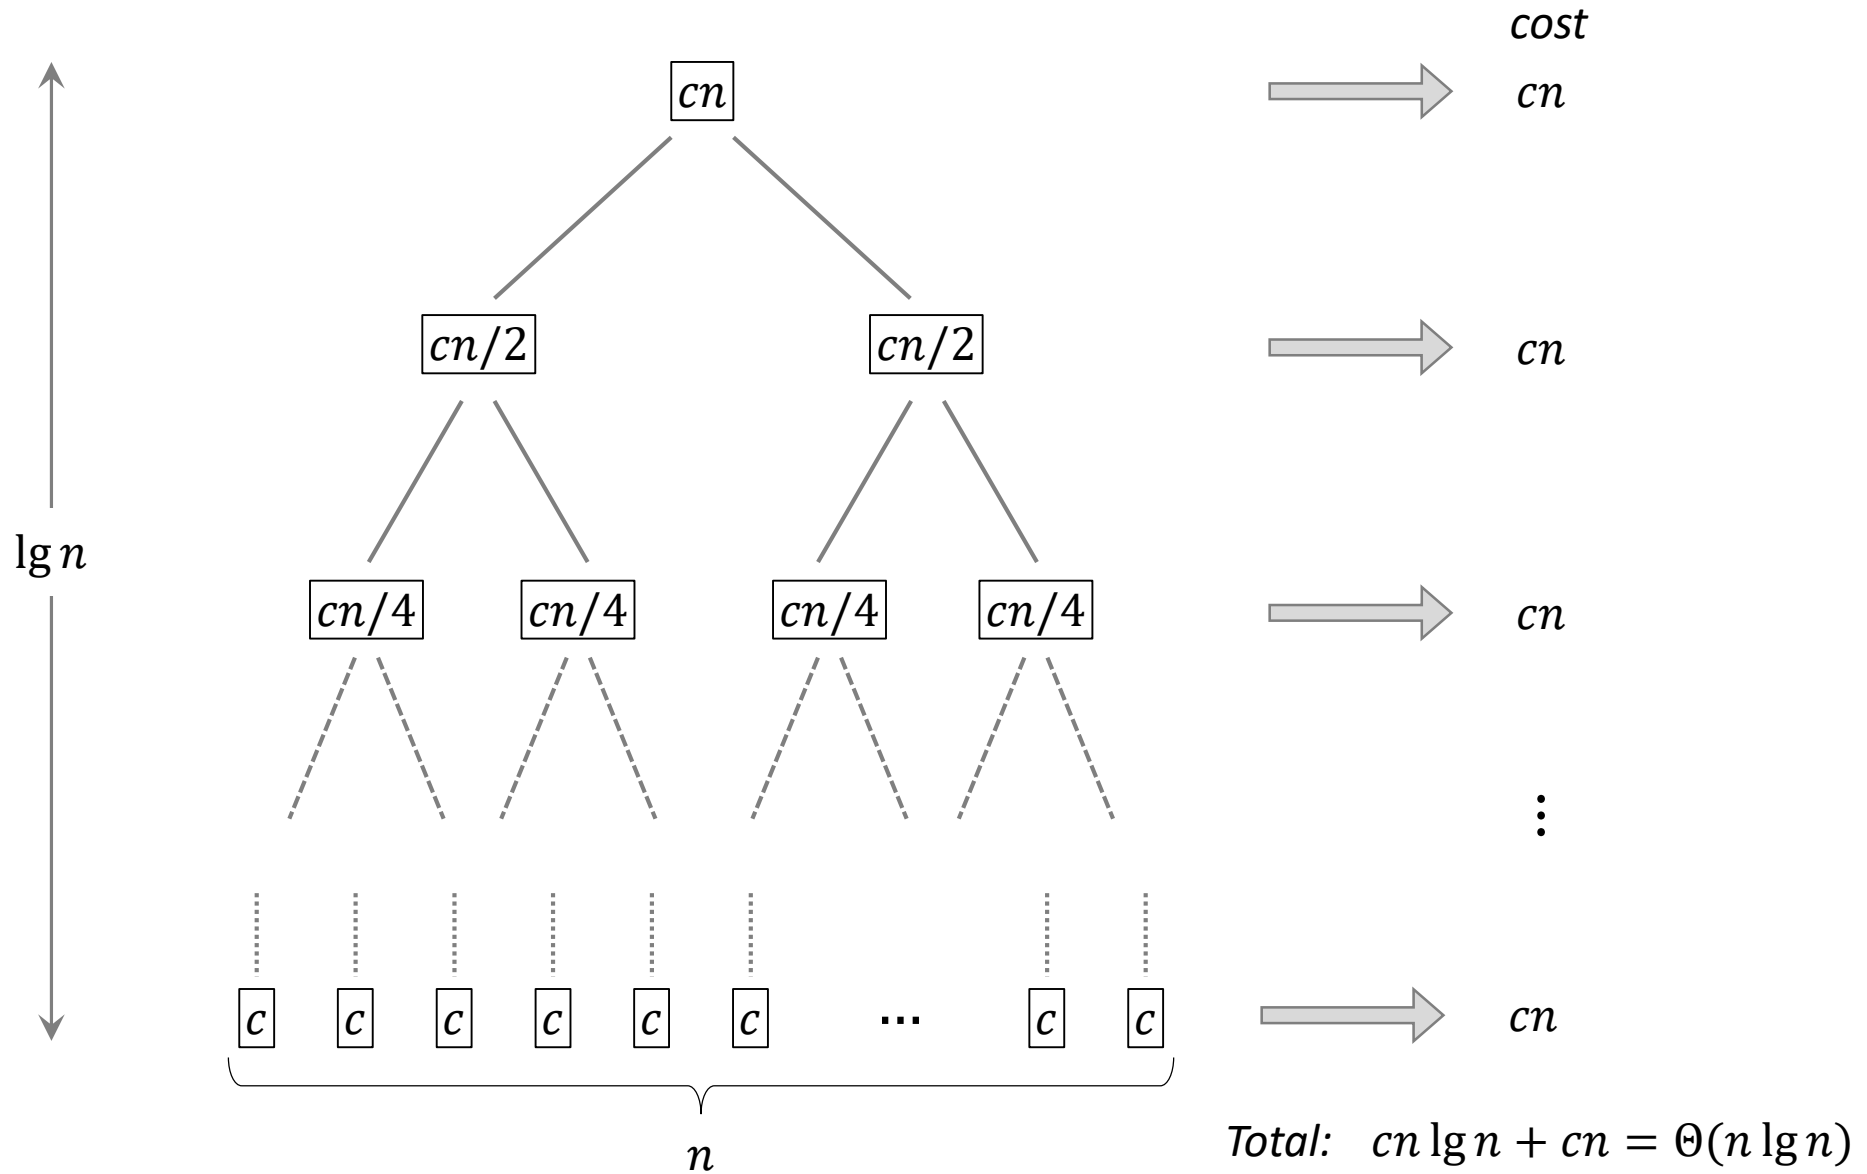 cost
cn cn
cn/2 cn/2 cn
lg n
cn/4 cn/4 cn/4 cn/4 cn
⋮
c c c c c c … c c cn
n
Total: cn lg n + cn = Θ(n lg n)